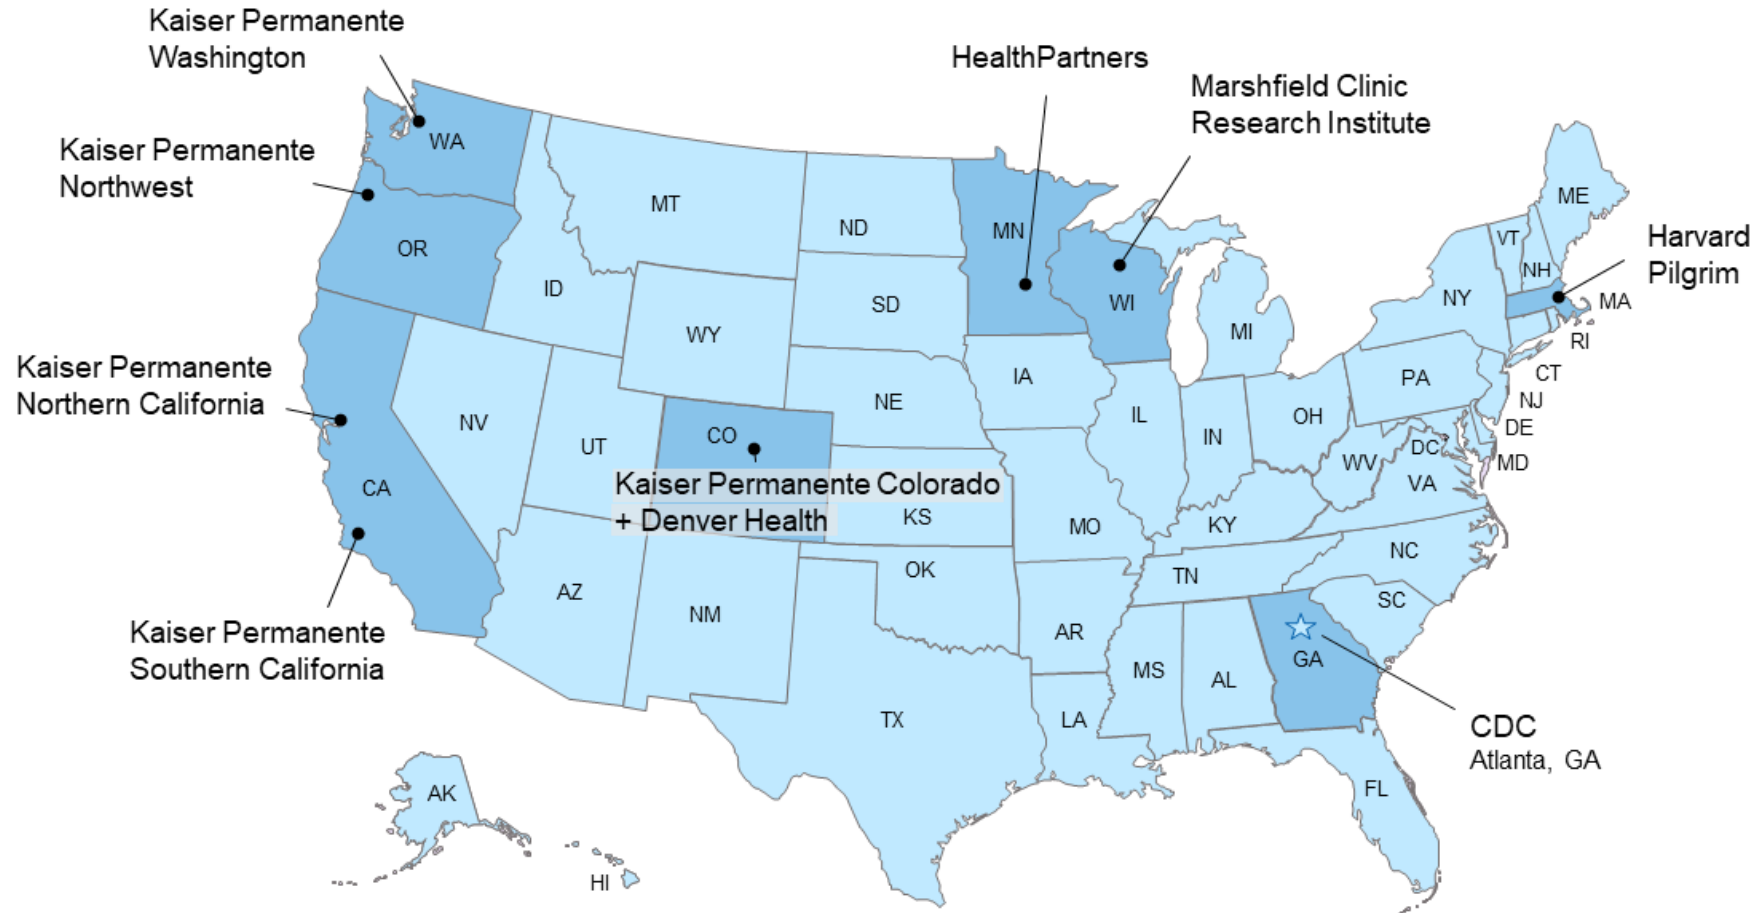 Kaiser Permanente
Washington
HealthPartners
Marshfield Clinic
Research Institute
Kaiser Permanente
Northwest
Harvard
Pilgrim
Kaiser Permanente
Northern California
Kaiser Permanente Colorado
+ Denver Health
Kaiser Permanente
Southern California
CDC
Atlanta, GA
WA
OR
CA
ID
MT
WY
NV
UT
CO
AZ
NM
ND
SD
NE
KS
OK
TX
MN
IA
MO
AR
LA
WI
IL
MI
IN
OH
KY
TN
MS
AL
GA
FL
SC
NC
VA
WV
DC
MD
DE
NJ
PA
NY
CT
RI
MA
VT
NH
ME
AK
HI